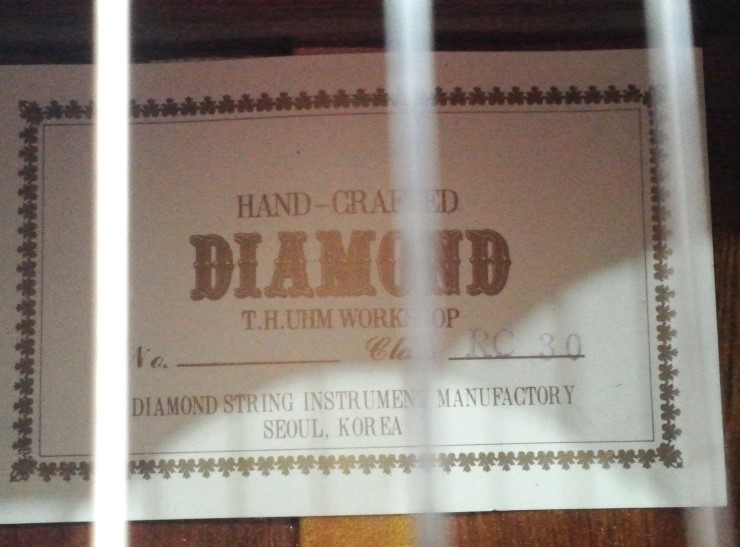 HAND-CRAFTED
DIAMOND
T.H.UHM WORKSHOP
No. Class RC 30
DIAMOND STRING INSTRUMENT MANUFACTORY
SEOUL, KOREA